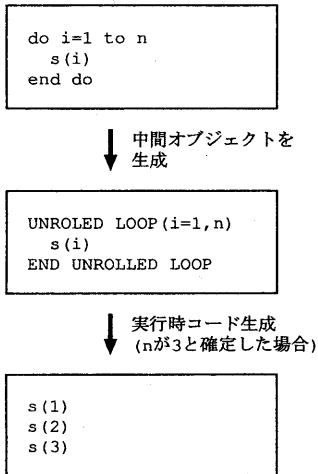 do i=1 to n
s(i)
end do
中間オブジェクトを
生成
UNROLED LOOP(i=1,n)
s(i)
END UNROLLED LOOP
実行時コード生成
(nが3と確定した場合)
s(1)
s(2)
s(3)